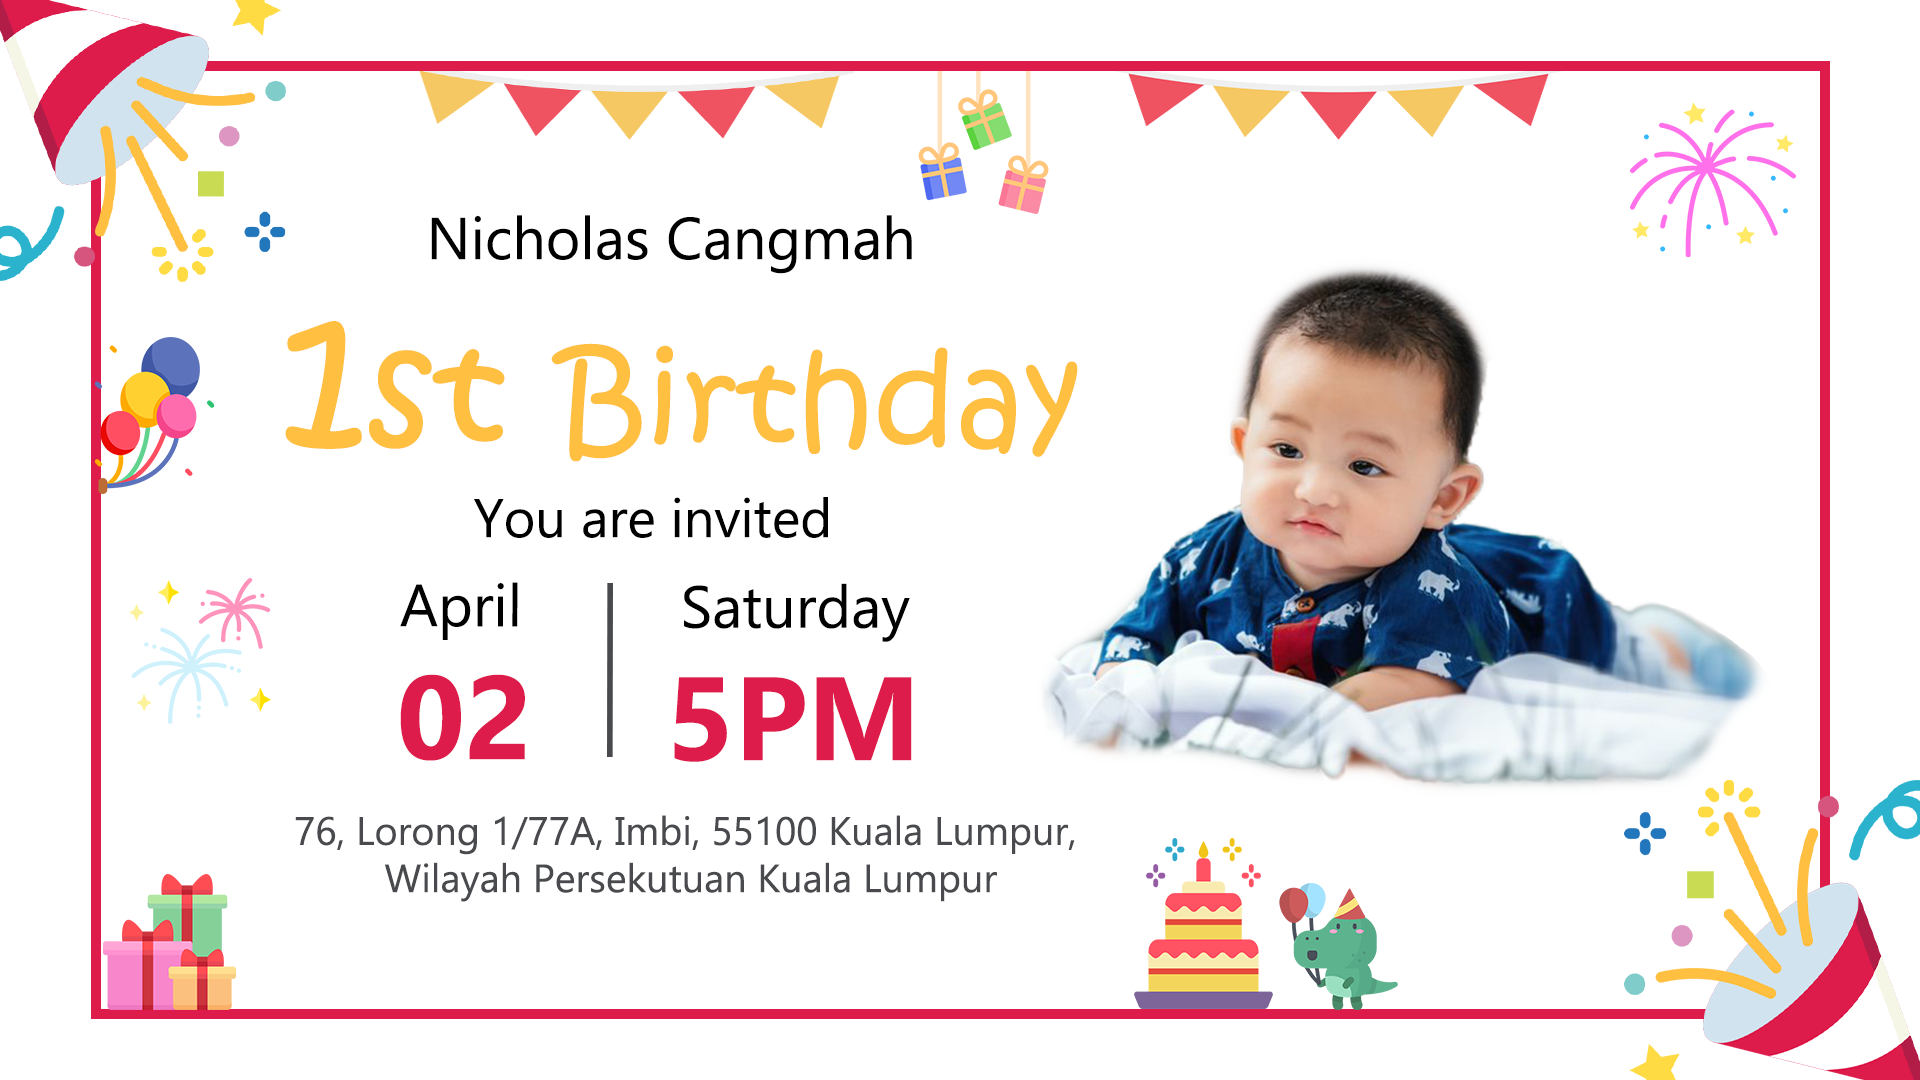 Nicholas Cangmah
1st Birthday
You are invited
April
02
Saturday
5PM
76, Lorong 1/77A, Imbi, 55100 Kuala Lumpur,
Wilayah Persekutuan Kuala Lumpur